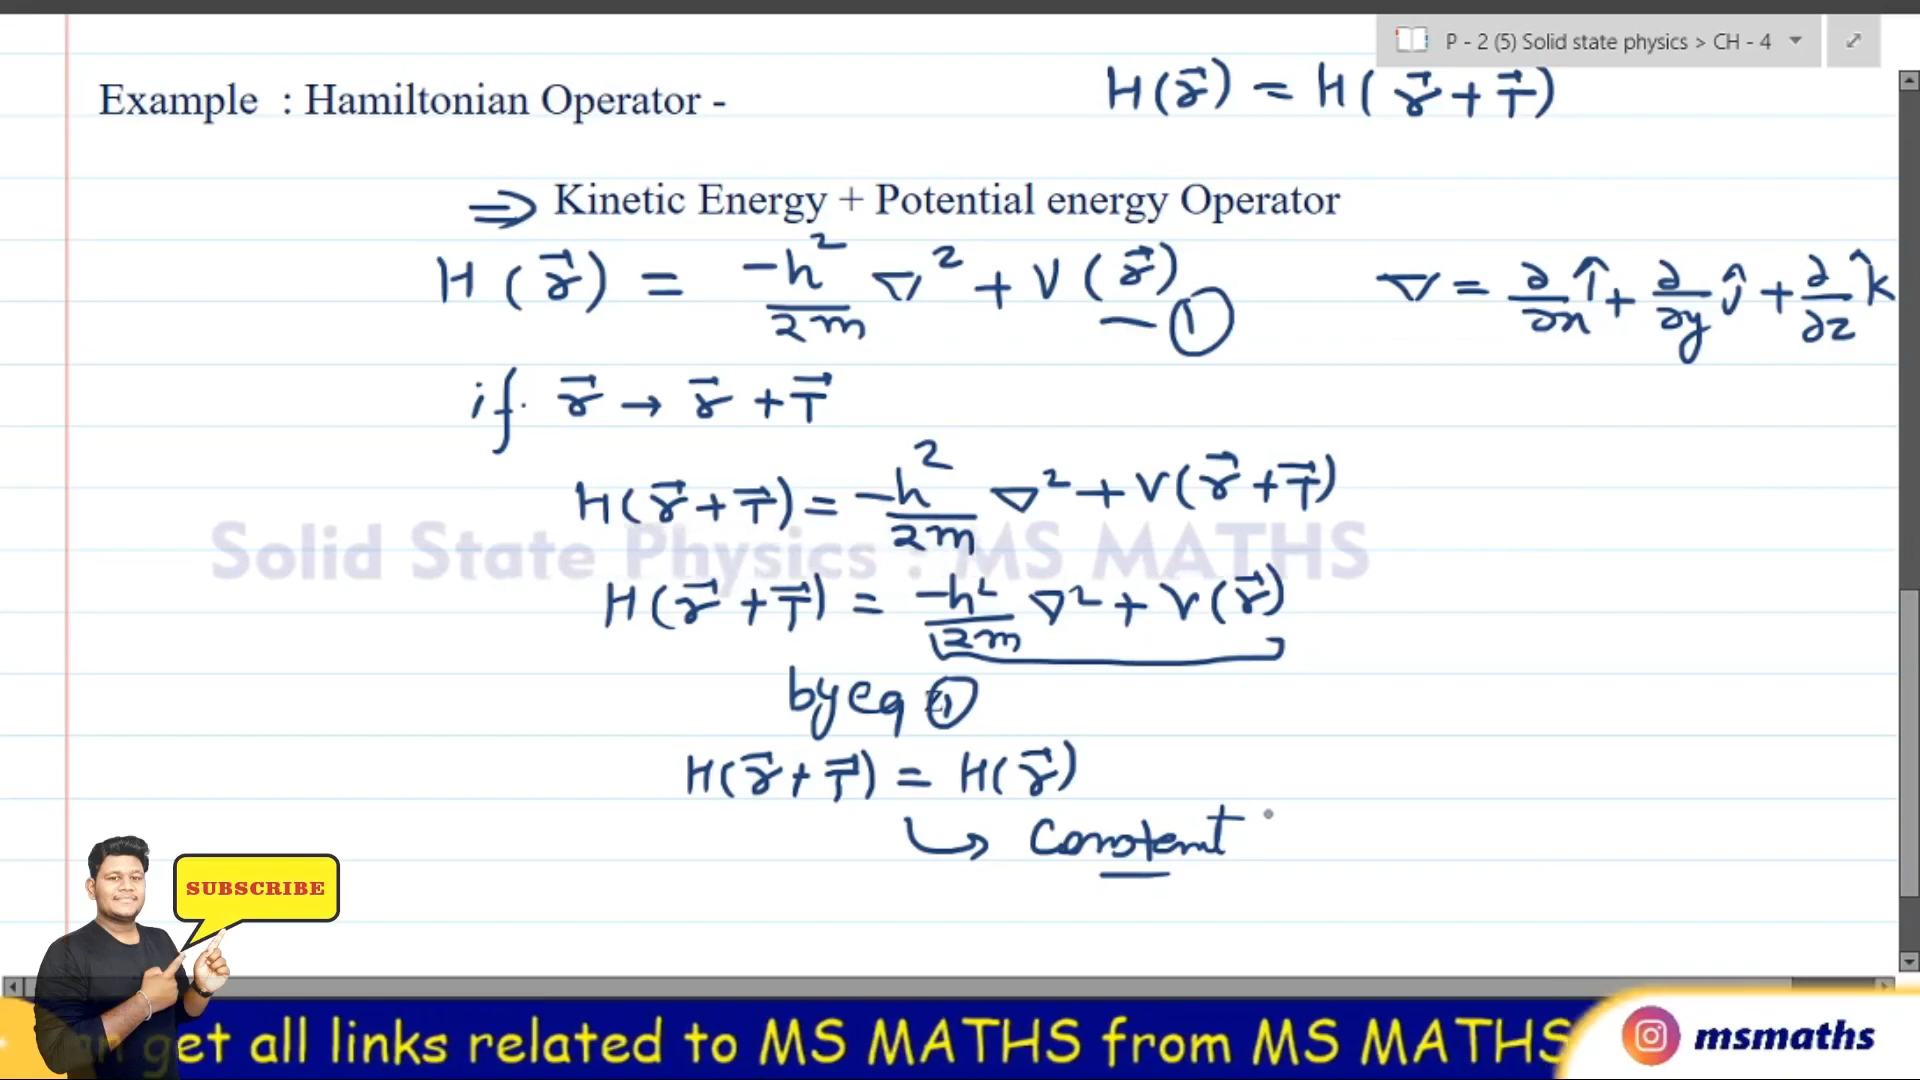 P - 2 (5) Solid state physics > CH - 4
H(r⃗) = H(r⃗ + T⃗)
Example : Hamiltonian Operator -
⇒ Kinetic Energy + Potential energy Operator
H(r⃗) = -h²/2m ∇² + V(r⃗) — ①
∇ = ∂/∂x î + ∂/∂y ĵ + ∂/∂z k̂
if r⃗ → r⃗ + T⃗
H(r⃗ + T⃗) = -h²/2m ∇² + V(r⃗ + T⃗)
Solid State Physics : MS MATHS
H(r⃗ + T⃗) = -h²/2m ∇² + V(r⃗)
by eq ①
H(r⃗ + T⃗) = H(r⃗)
↳ Constent
SUBSCRIBE
get all links related to MS MATHS from MS MATHS
msmaths